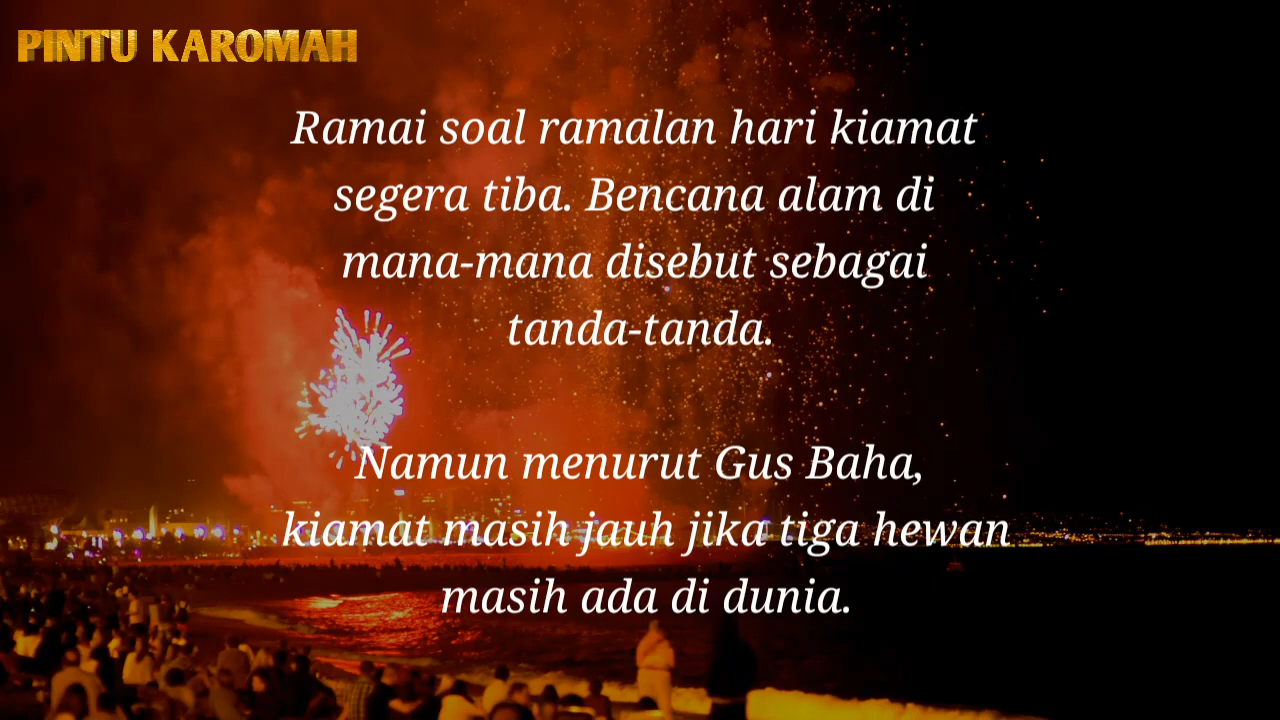 PINTU KAROMAH
Ramai soal ramalan hari kiamat
segera tiba. Bencana alam di
mana-mana disebut sebagai
tanda-tanda.
Namun menurut Gus Baha,
kiamat masih jauh jika tiga hewan
masih ada di dunia.